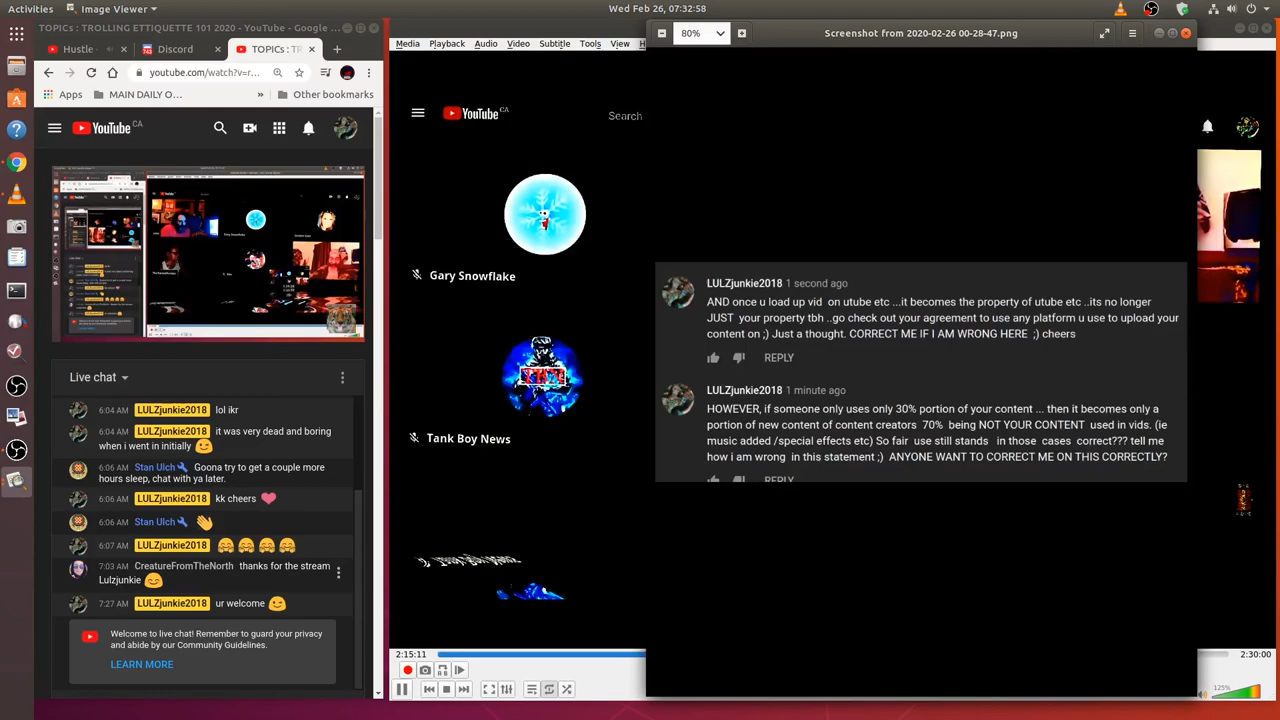 Activities
Image Viewer
Wed Feb 26, 07:32:58
TOPICs : TROLLING ETTIQUETTE 101 2020 - YouTube - Google ...
Hustle
Discord
TOPICs : TR
youtube.com/watch?v=r...
Apps
MAIN DAILY O...
»
Other bookmarks
YouTube CA
Live chat
6:04 AM LULZjunkie2018 lol ikr
6:04 AM LULZjunkie2018 it was very dead and boring
when i went in initially 😉
6:06 AM Stan Ulch Goona try to get a couple more
hours sleep, chat with ya later.
6:06 AM LULZjunkie2018 kk cheers ❤
6:06 AM Stan Ulch 👋
6:07 AM LULZjunkie2018 🤗 🤗 🤗 🤗
7:03 AM CreatureFromTheNorth thanks for the stream
Lulzjunkie 😊
7:27 AM LULZjunkie2018 ur welcome 😉
Welcome to live chat! Remember to guard your privacy
and abide by our Community Guidelines.
LEARN MORE
Media Playback Audio Video Subtitle Tools View
YouTube CA
Search
Gary Snowflake
TBN
Tank Boy News
2:15:11
2:30:00
125%
80%
Screenshot from 2020-02-26 00-28-47.png
LULZjunkie2018 1 second ago
AND once u load up vid on utube etc ...it becomes the property of utube etc ..its no longer
JUST your property tbh ..go check out your agreement to use any platform u use to upload your
content on ;) Just a thought. CORRECT ME IF I AM WRONG HERE ;) cheers
REPLY
LULZjunkie2018 1 minute ago
HOWEVER, if someone only uses only 30% portion of your content ... then it becomes only a
portion of new content of content creators 70% being NOT YOUR CONTENT used in vids. (ie
music added /special effects etc) So fair use still stands in those cases correct??? tell me
how i am wrong in this statement ;) ANYONE WANT TO CORRECT ME ON THIS CORRECTLY?
REPLY